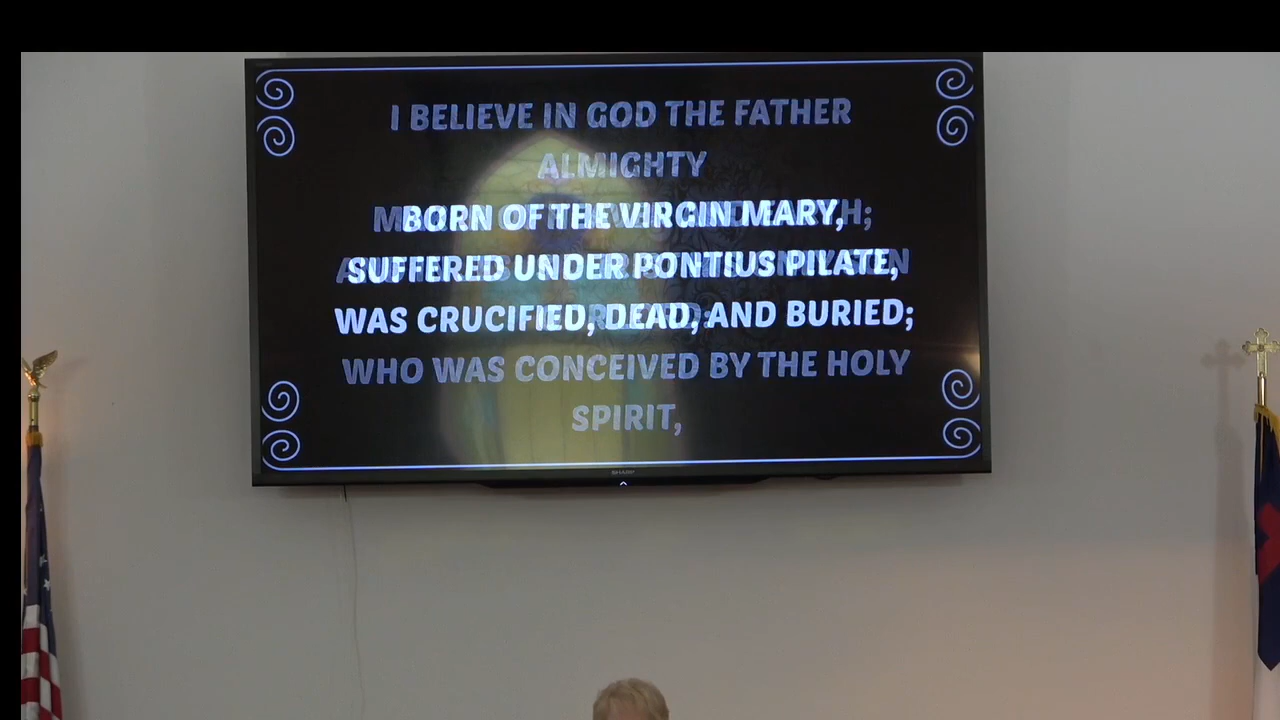 I BELIEVE IN GOD THE FATHER
ALMIGHTY
BORN OF THE VIRGIN MARY,
SUFFERED UNDER PONTIUS PILATE,
WAS CRUCIFIED, DEAD, AND BURIED;
WHO WAS CONCEIVED BY THE HOLY
SPIRIT,
SHARP